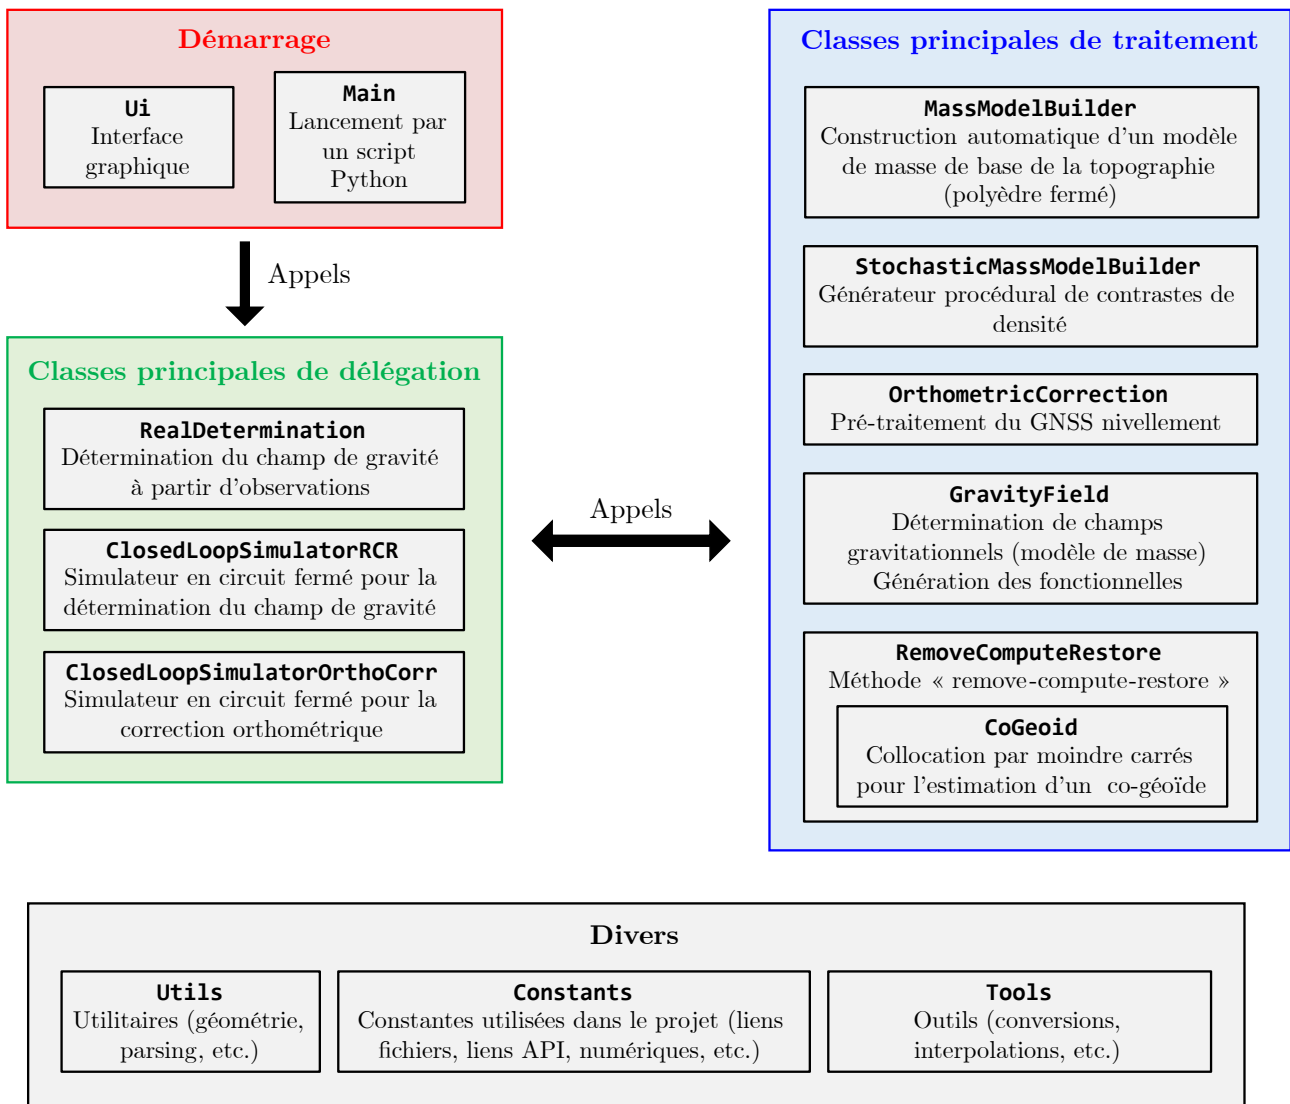 Démarrage
Ui
Interface
graphique
Main
Lancement par
un script
Python
Appels
Classes principales de délégation
RealDetermination
Détermination du champ de gravité
à partir d'observations
ClosedLoopSimulatorRCR
Simulateur en circuit fermé pour la
détermination du champ de gravité
ClosedLoopSimulatorOrthoCorr
Simulateur en circuit fermé pour la
correction orthométrique
Appels
Classes principales de traitement
MassModelBuilder
Construction automatique d'un modèle
de masse de base de la topographie
(polyèdre fermé)
StochasticMassModelBuilder
Générateur procédural de contrastes de
densité
OrthometricCorrection
Pré-traitement du GNSS nivellement
GravityField
Détermination de champs
gravitationnels (modèle de masse)
Génération des fonctionnelles
RemoveComputeRestore
Méthode « remove-compute-restore »
CoGeoid
Collocation par moindre carrés
pour l'estimation d'un co-géoïde
Divers
Utils
Utilitaires (géométrie,
parsing, etc.)
Constants
Constantes utilisées dans le projet (liens
fichiers, liens API, numériques, etc.)
Tools
Outils (conversions,
interpolations, etc.)